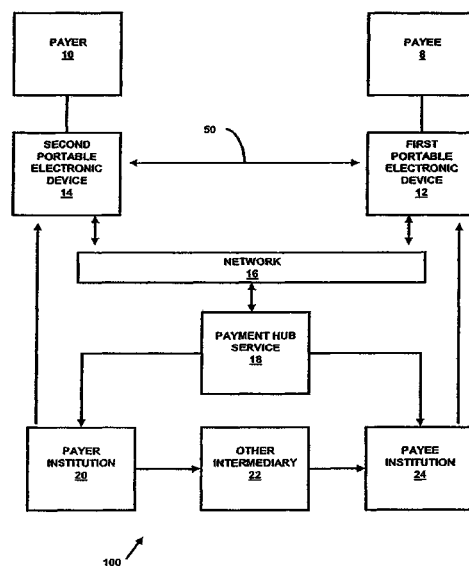 PAYER
10
PAYEE
8
50
SECOND
PORTABLE
ELECTRONIC
DEVICE
14
FIRST
PORTABLE
ELECTRONIC
DEVICE
12
NETWORK
16
PAYMENT HUB
SERVICE
18
PAYER
INSTITUTION
20
OTHER
INTERMEDIARY
22
PAYEE
INSTITUTION
24
100